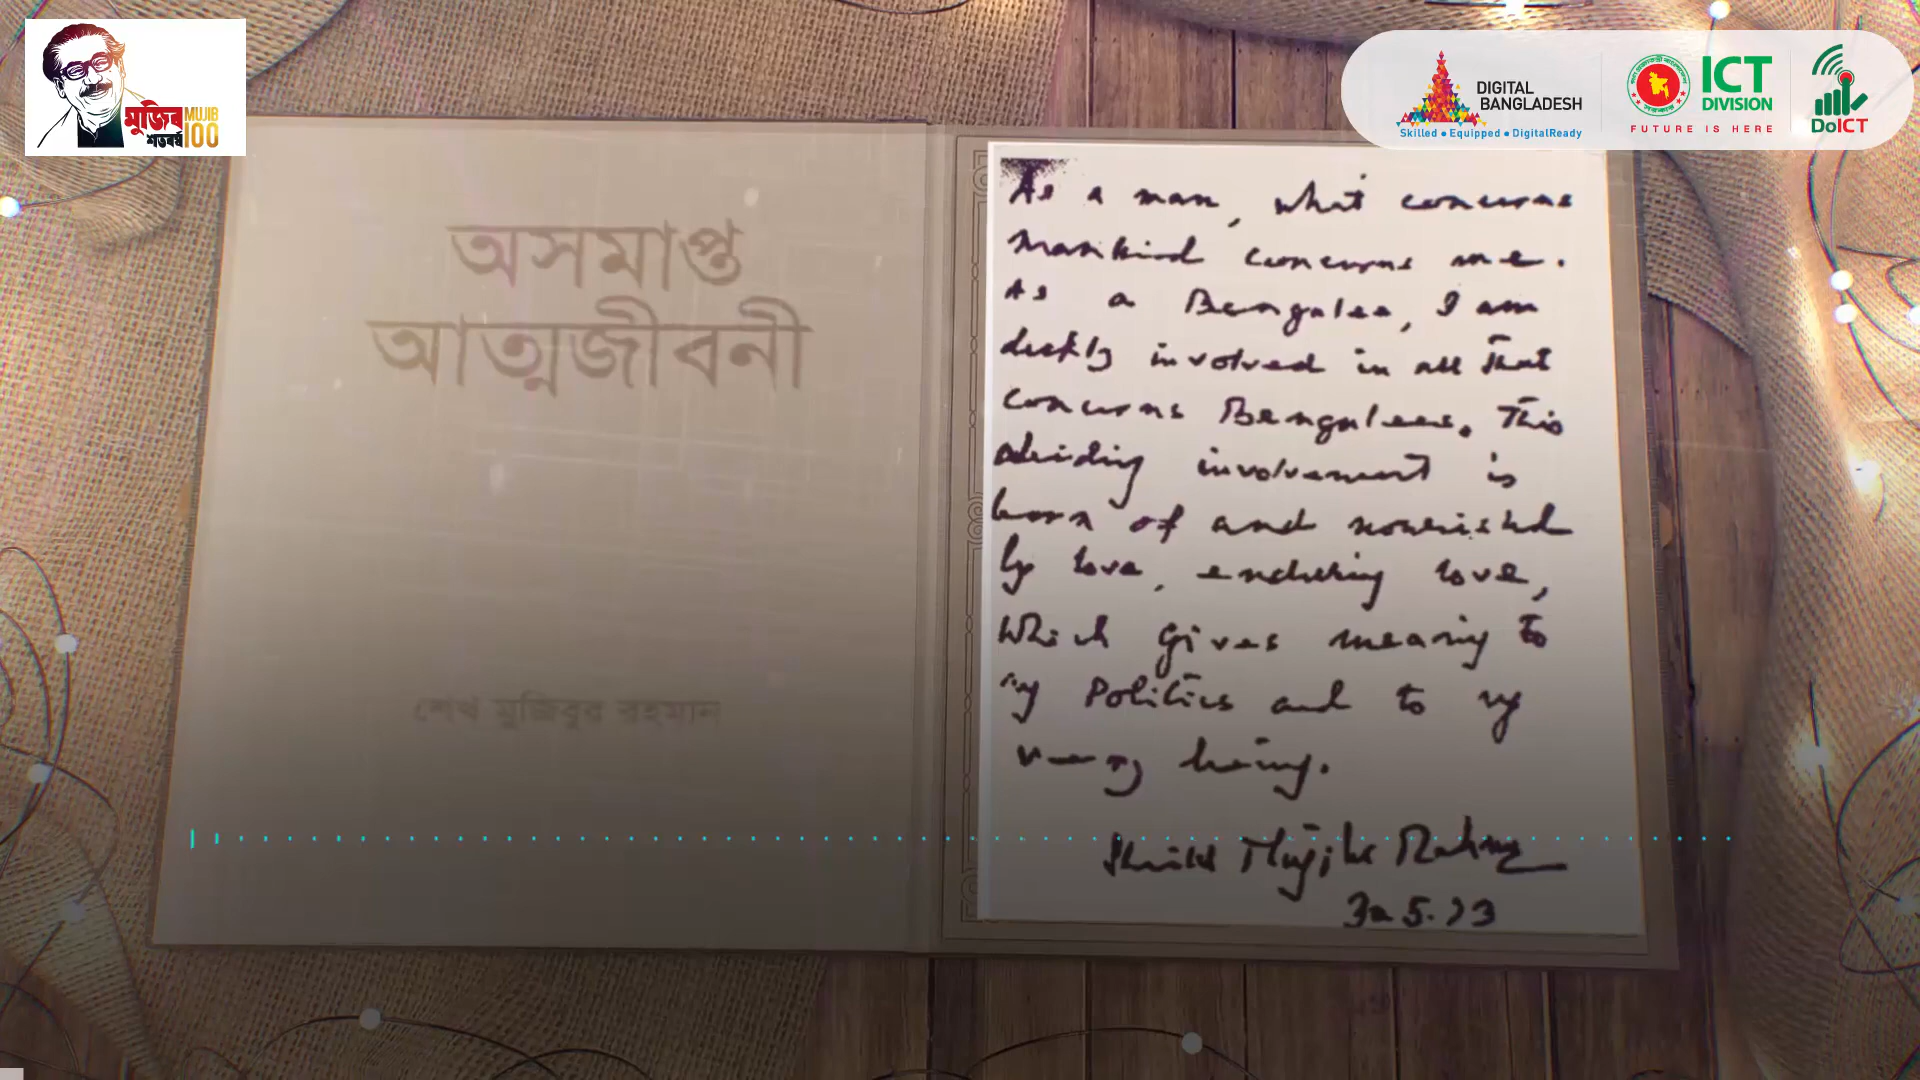 মুজিব MUJIB
শতবর্ষ 100
DIGITAL
BANGLADESH
Skilled • Equipped • DigitalReady
ICT
DIVISION
FUTURE IS HERE
DoICT
অসমাপ্ত
আত্মজীবনী
শেখ মুজিবুর রহমান
As a man, what concerns
mankind concerns me.
As a Bengalee, I am
deeply involved in all that
concerns Bengalees. This
abiding involvement is
born of and nourished
by love, enduring love,
which gives meaning to
my politics and to my
very being.
Sheikh Mujibur Rahman
30.5.73